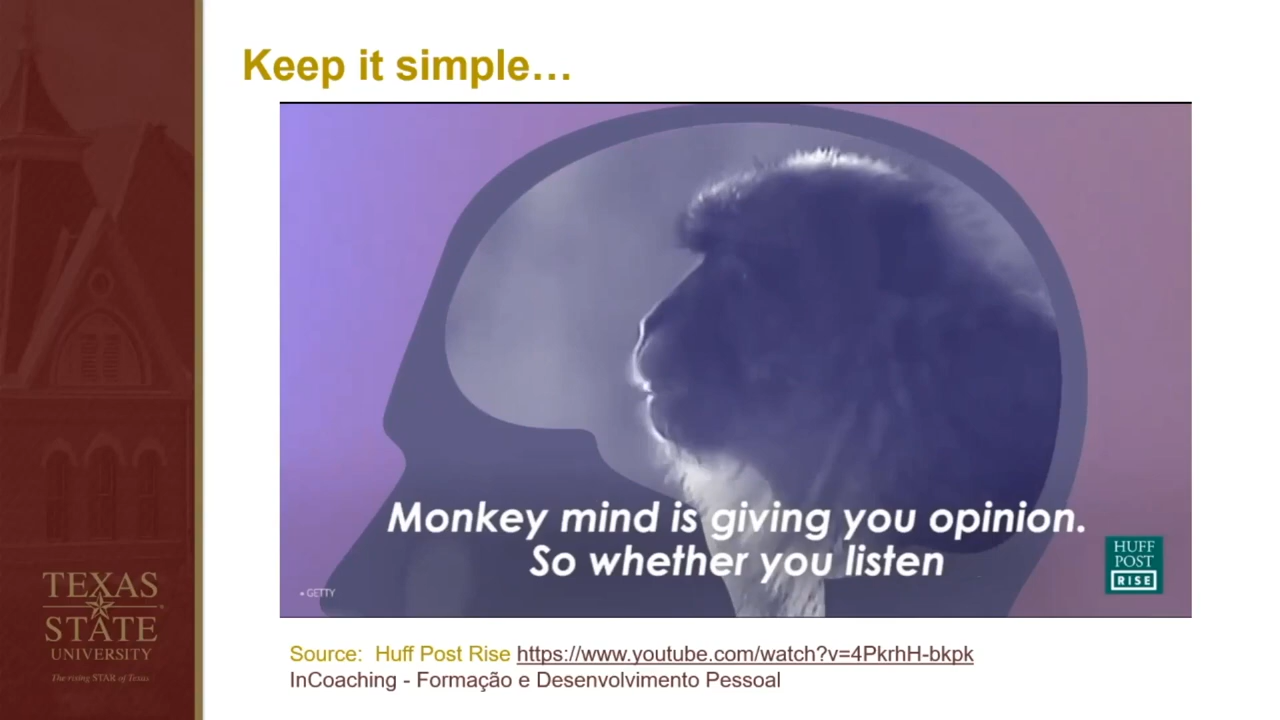 Keep it simple…
Monkey mind is giving you opinion.
So whether you listen
• GETTY
HUFF
POST
RISE
Source: Huff Post Rise https://www.youtube.com/watch?v=4PkrhH-bkpk
InCoaching - Formação e Desenvolvimento Pessoal
TEXAS
STATE
UNIVERSITY
The rising STAR of Texas